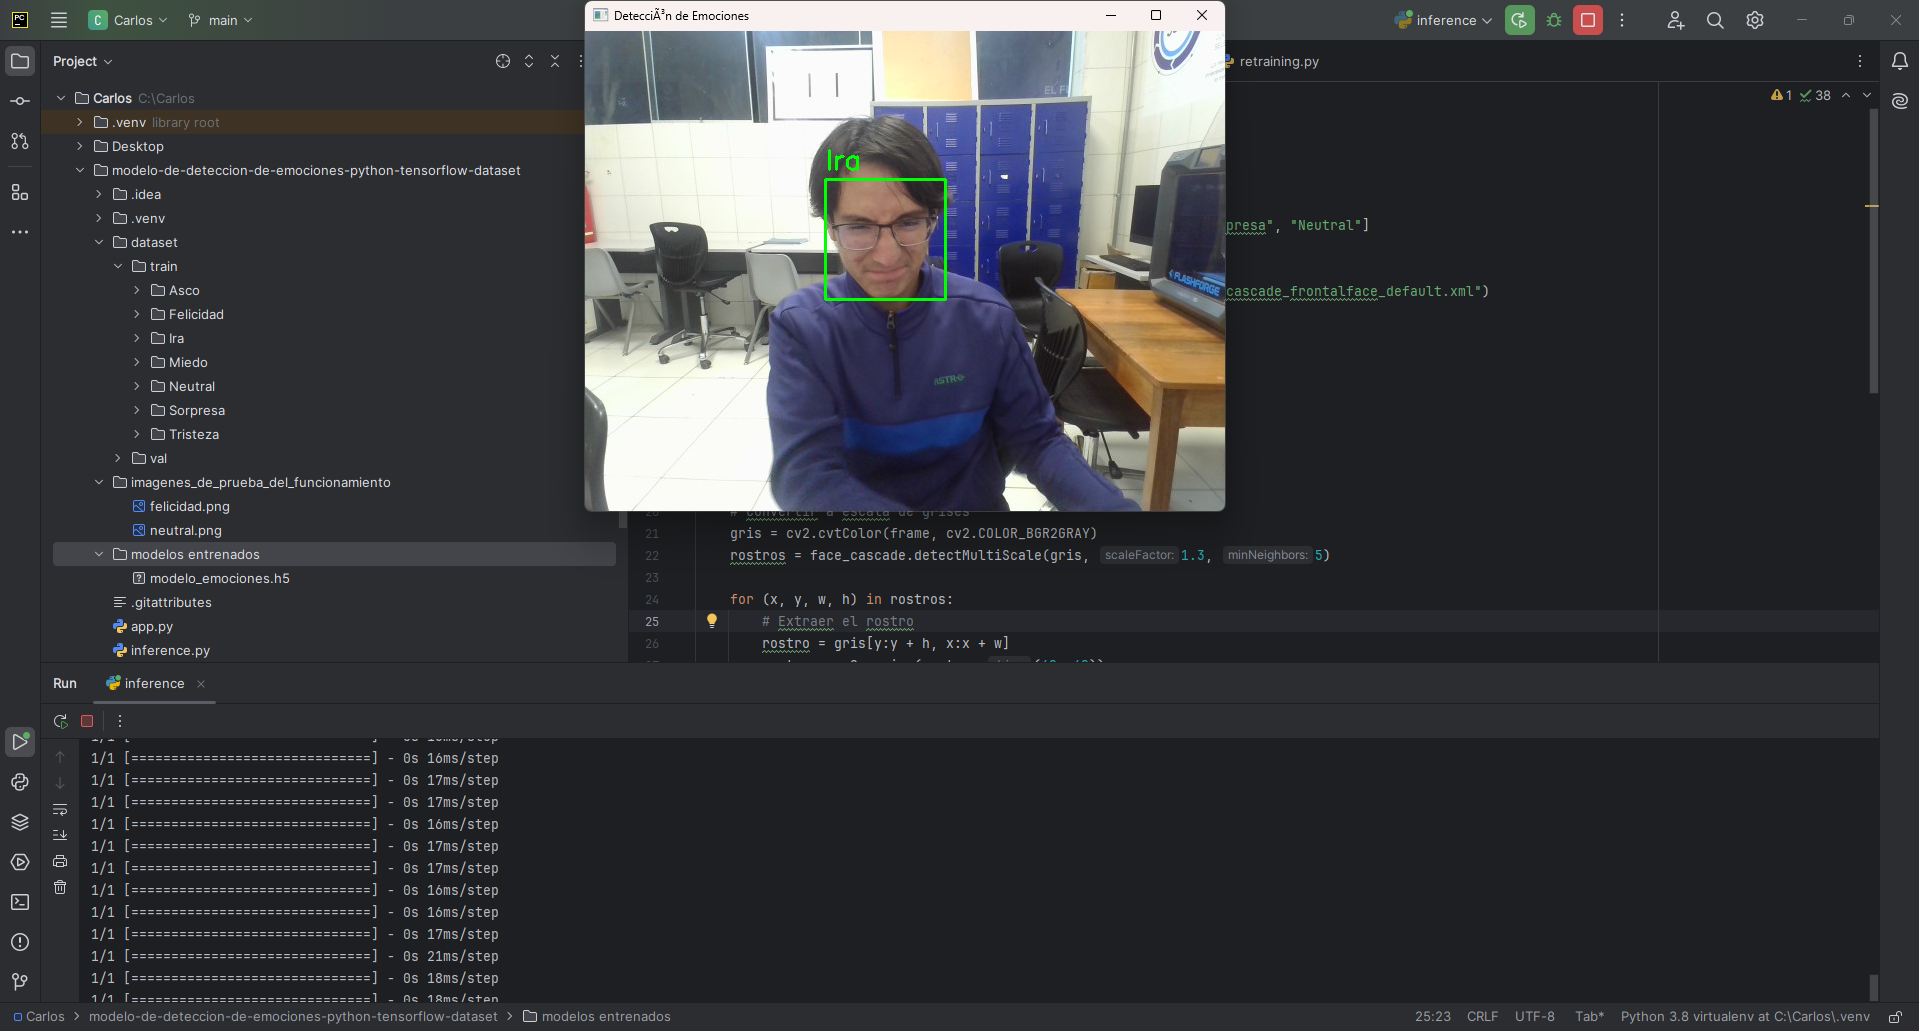 Carlos
main
DetecciÃ³n de Emociones
inference
Project
retraining.py
Carlos C:\Carlos
.venv library root
Desktop
modelo-de-deteccion-de-emociones-python-tensorflow-dataset
.idea
.venv
dataset
train
Asco
Felicidad
Ira
Miedo
Neutral
Sorpresa
Tristeza
val
imagenes_de_prueba_del_funcionamiento
felicidad.png
neutral.png
modelos entrenados
modelo_emociones.h5
.gitattributes
app.py
inference.py
Ira
EL F
FLASHFORGE
1 38
presa", "Neutral"]
cascade_frontalface_default.xml")
20 # Convertir a escala de grises
21 gris = cv2.cvtColor(frame, cv2.COLOR_BGR2GRAY)
22 rostros = face_cascade.detectMultiScale(gris, scaleFactor: 1.3, minNeighbors: 5)
23
24 for (x, y, w, h) in rostros:
25 # Extraer el rostro
26 rostro = gris[y:y + h, x:x + w]
Run inference
1/1 [==============================] - 0s 16ms/step
1/1 [==============================] - 0s 17ms/step
1/1 [==============================] - 0s 17ms/step
1/1 [==============================] - 0s 16ms/step
1/1 [==============================] - 0s 17ms/step
1/1 [==============================] - 0s 17ms/step
1/1 [==============================] - 0s 16ms/step
1/1 [==============================] - 0s 16ms/step
1/1 [==============================] - 0s 17ms/step
1/1 [==============================] - 0s 21ms/step
1/1 [==============================] - 0s 18ms/step
1/1 [==============================] - 0s 18ms/step
Carlos > modelo-de-deteccion-de-emociones-python-tensorflow-dataset > modelos entrenados
25:23 CRLF UTF-8 Tab* Python 3.8 virtualenv at C:\Carlos\.venv